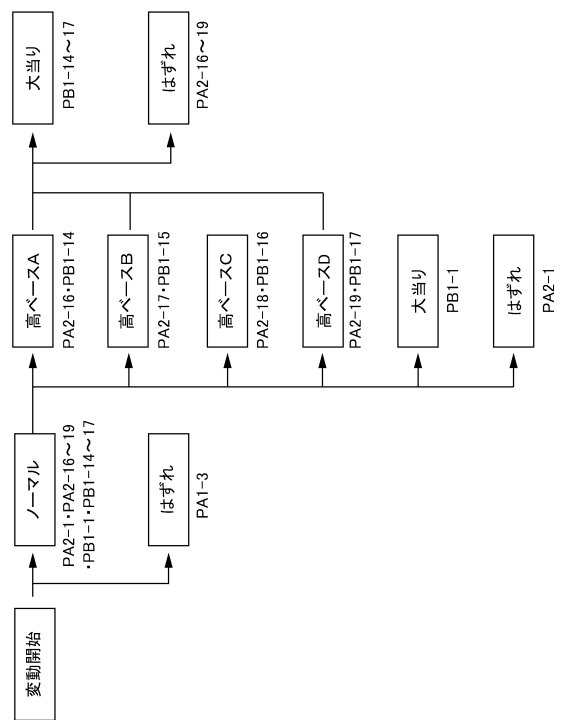 変動開始
ノーマル
PA2-1・PA2-16～19
・PB1-1・PB1-14～17
はずれ
PA1-3
高ベースA
PA2-16・PB1-14
高ベースB
PA2-17・PB1-15
高ベースC
PA2-18・PB1-16
高ベースD
PA2-19・PB1-17
大当り
PB1-1
はずれ
PA2-1
大当り
PB1-14～17
はずれ
PA2-16～19